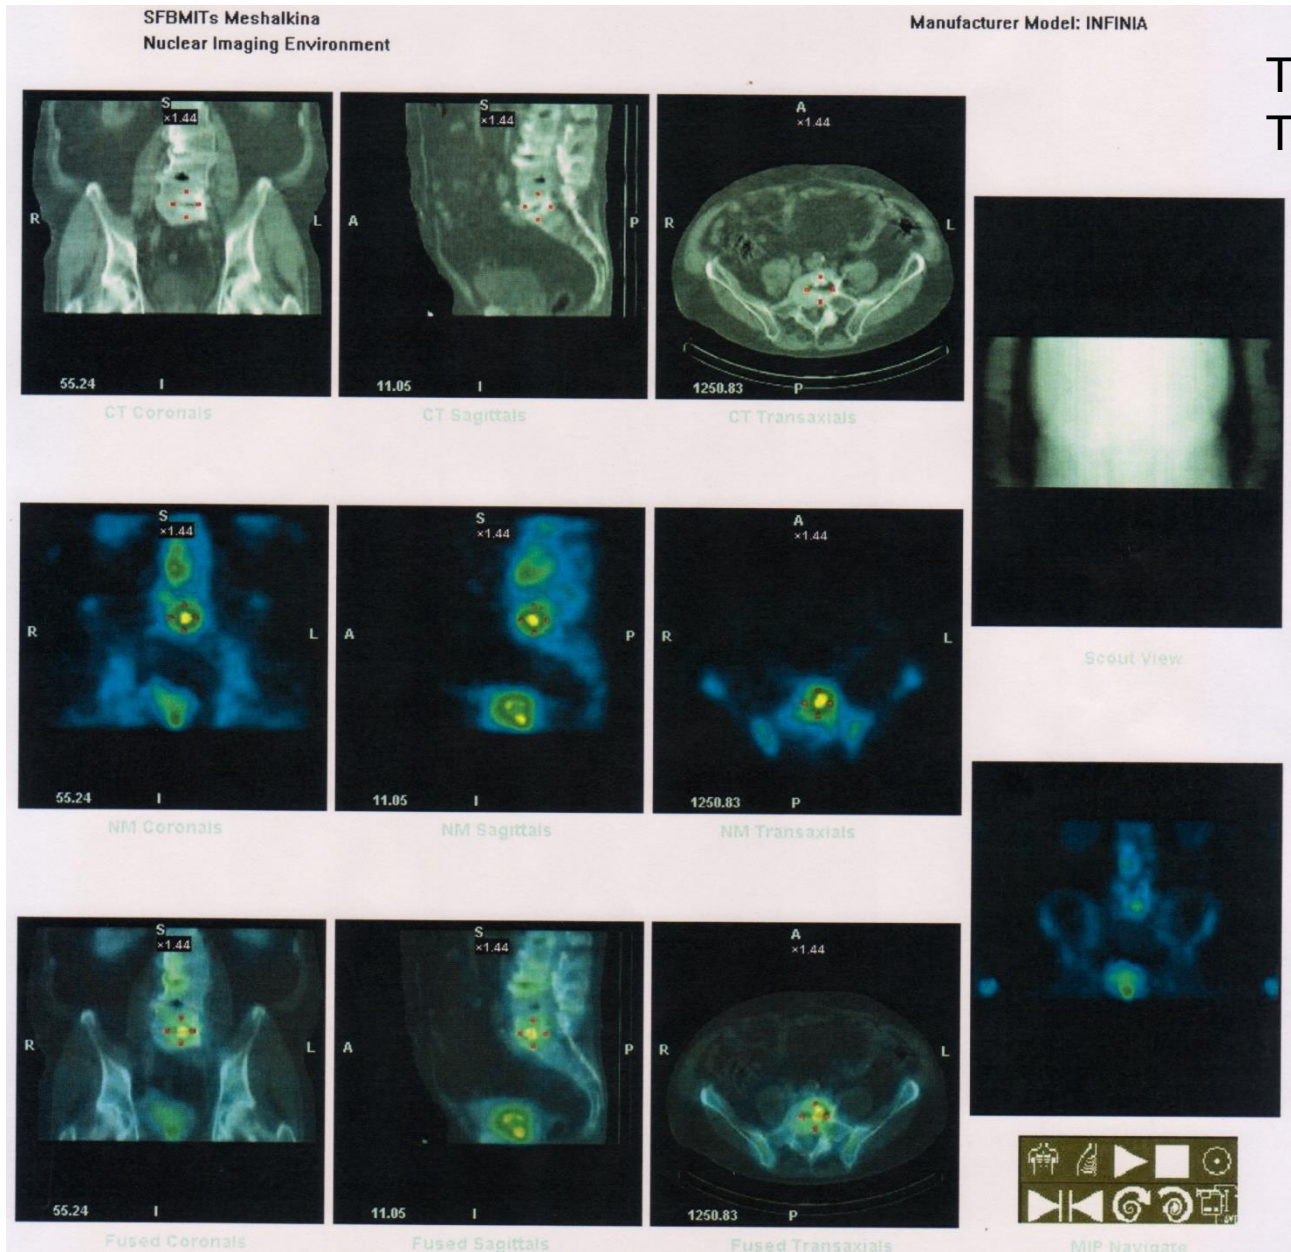 SFBMITs Meshalkina
Nuclear Imaging Environment
Manufacturer Model: INFINIA
T
T
S
×1.44
R
L
55.24 I
CT Coronals
S
×1.44
A
P
11.05 I
CT Sagittals
A
×1.44
R
L
1250.83 P
CT Transaxials
Scout View
S
×1.44
R
L
55.24 I
NM Coronals
S
×1.44
A
P
11.05 I
NM Sagittals
A
×1.44
R
L
1250.83 P
NM Transaxials
S
×1.44
R
L
55.24 I
Fused Coronals
S
×1.44
A
P
11.05 I
Fused Sagittals
A
×1.44
R
L
1250.83 P
Fused Transaxials
MIP Navigate